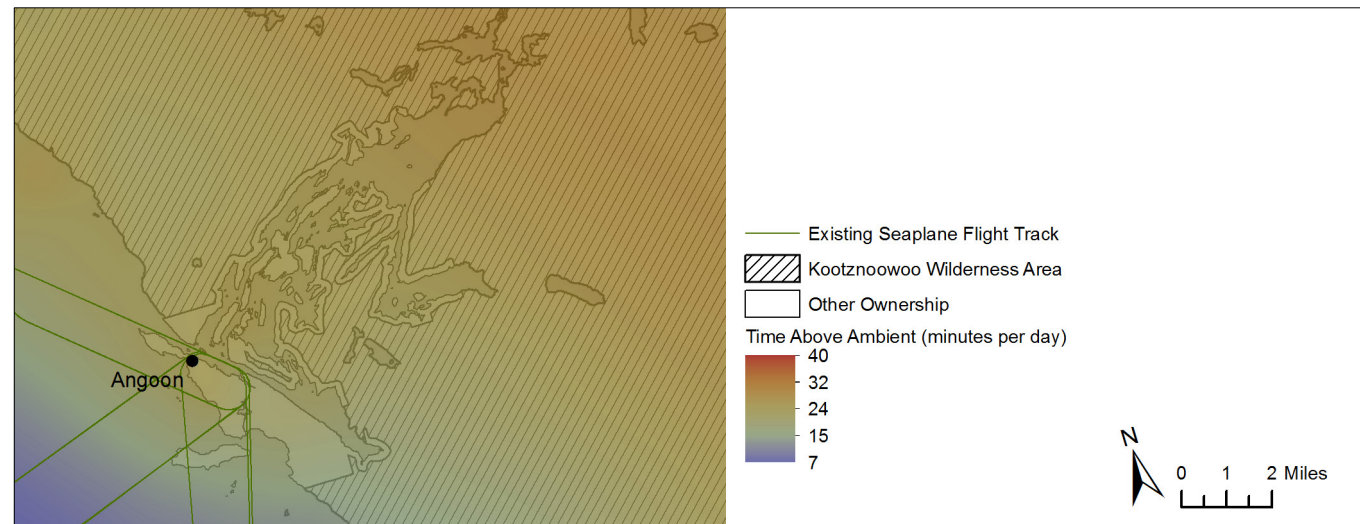 Angoon
Existing Seaplane Flight Track
Kootznoowoo Wilderness Area
Other Ownership
Time Above Ambient (minutes per day)
40
32
24
15
7
N
0 1 2 Miles